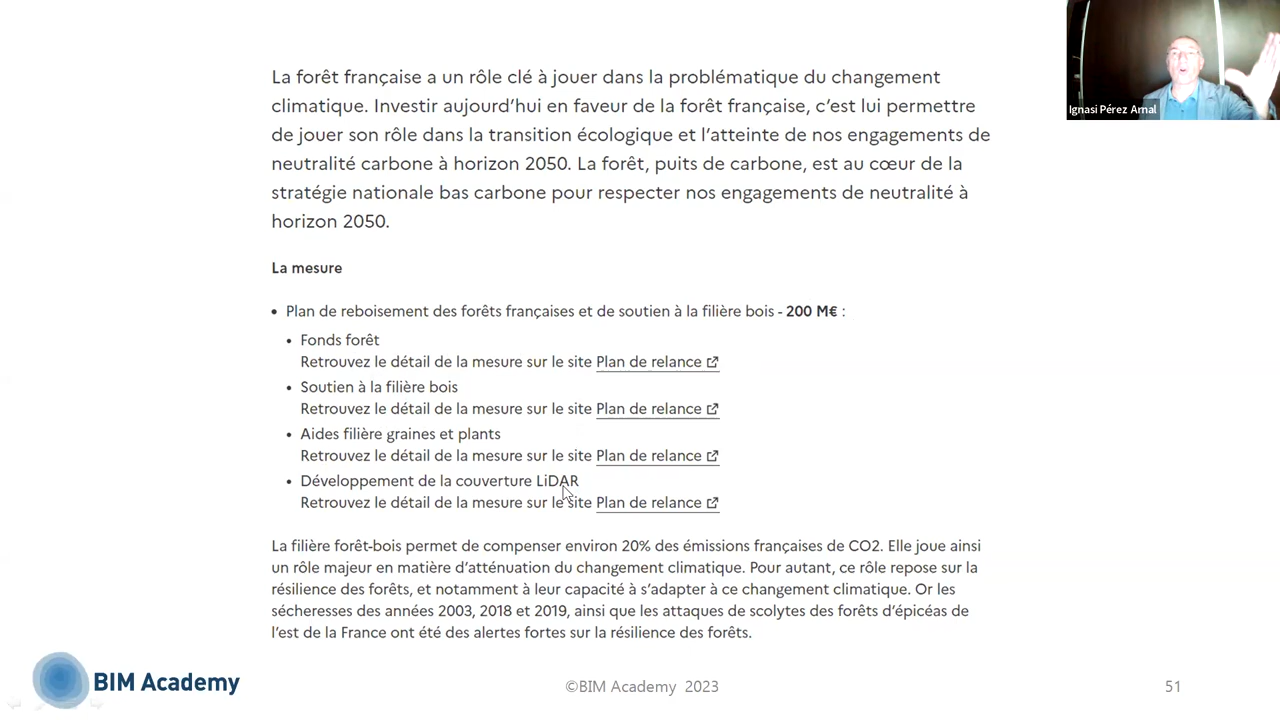 La forêt française a un rôle clé à jouer dans la problématique du changement
climatique. Investir aujourd’hui en faveur de la forêt française, c’est lui permettre
de jouer son rôle dans la transition écologique et l’atteinte de nos engagements de
neutralité carbone à horizon 2050. La forêt, puits de carbone, est au cœur de la
stratégie nationale bas carbone pour respecter nos engagements de neutralité à
horizon 2050.
La mesure
• Plan de reboisement des forêts françaises et de soutien à la filière bois - 200 M€ :
• Fonds forêt
Retrouvez le détail de la mesure sur le site Plan de relance
• Soutien à la filière bois
Retrouvez le détail de la mesure sur le site Plan de relance
• Aides filière graines et plants
Retrouvez le détail de la mesure sur le site Plan de relance
• Développement de la couverture LiDAR
Retrouvez le détail de la mesure sur le site Plan de relance
La filière forêt-bois permet de compenser environ 20% des émissions françaises de CO2. Elle joue ainsi
un rôle majeur en matière d’atténuation du changement climatique. Pour autant, ce rôle repose sur la
résilience des forêts, et notamment à leur capacité à s’adapter à ce changement climatique. Or les
sécheresses des années 2003, 2018 et 2019, ainsi que les attaques de scolytes des forêts d’épicéas de
l’est de la France ont été des alertes fortes sur la résilience des forêts.
Ignasi Pérez Arnal
BIM Academy
©BIM Academy 2023
51